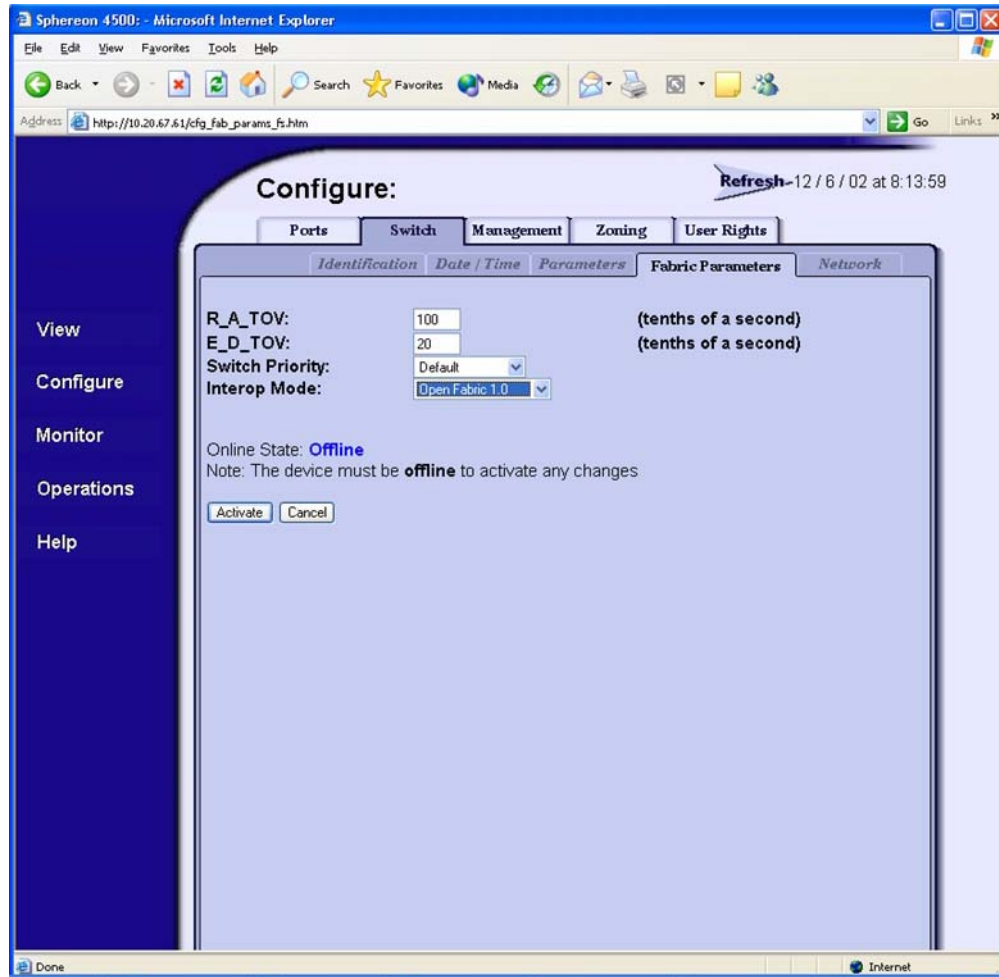 Sphereon 4500: - Microsoft Internet Explorer
File Edit View Favorites Tools Help
Back Search Favorites Media
Address http://10.20.67.61/cfg_fab_params_fs.htm Go Links »
Configure: Refresh-12 / 6 / 02 at 8:13:59
Ports Switch Management Zoning User Rights
Identification Date / Time Parameters Fabric Parameters Network
View
Configure
Monitor
Operations
Help
R_A_TOV: 100 (tenths of a second)
E_D_TOV: 20 (tenths of a second)
Switch Priority: Default
Interop Mode: Open Fabric 1.0
Online State: Offline
Note: The device must be offline to activate any changes
Activate Cancel
Done Internet